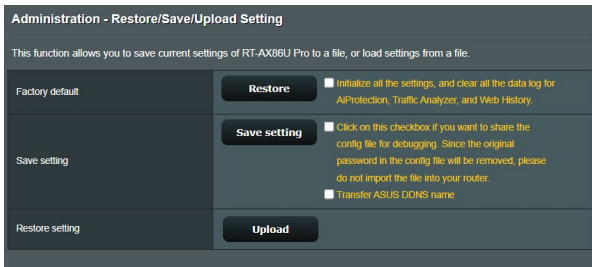 Administration - Restore/Save/Upload Setting
This function allows you to save current settings of RT-AX86U Pro to a file, or load settings from a file.
Factory default
Restore
Initialize all the settings, and clear all the data log for
AiProtection, Traffic Analyzer, and Web History.
Save setting
Save setting
Click on this checkbox if you want to share the
config file for debugging. Since the original
password in the config file will be removed, please
do not import the file into your router.
Transfer ASUS DDNS name
Restore setting
Upload